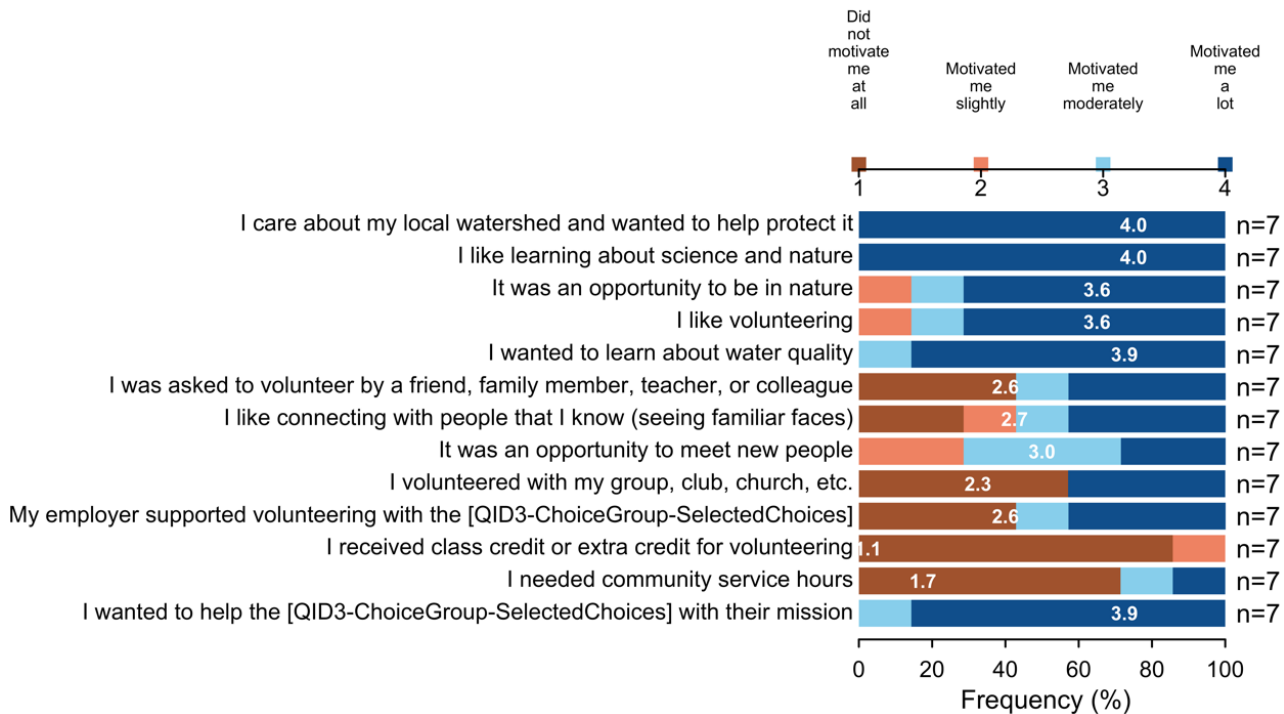 Did
not
motivate
me
at
all
Motivated
me
slightly
Motivated
me
moderately
Motivated
me
a
lot
1 2 3 4
I care about my local watershed and wanted to help protect it 4.0 n=7
I like learning about science and nature 4.0 n=7
It was an opportunity to be in nature 3.6 n=7
I like volunteering 3.6 n=7
I wanted to learn about water quality 3.9 n=7
I was asked to volunteer by a friend, family member, teacher, or colleague 2.6 n=7
I like connecting with people that I know (seeing familiar faces) 2.7 n=7
It was an opportunity to meet new people 3.0 n=7
I volunteered with my group, club, church, etc. 2.3 n=7
My employer supported volunteering with the [QID3-ChoiceGroup-SelectedChoices] 2.6 n=7
I received class credit or extra credit for volunteering 1.1 n=7
I needed community service hours 1.7 n=7
I wanted to help the [QID3-ChoiceGroup-SelectedChoices] with their mission 3.9 n=7
0 20 40 60 80 100
Frequency (%)